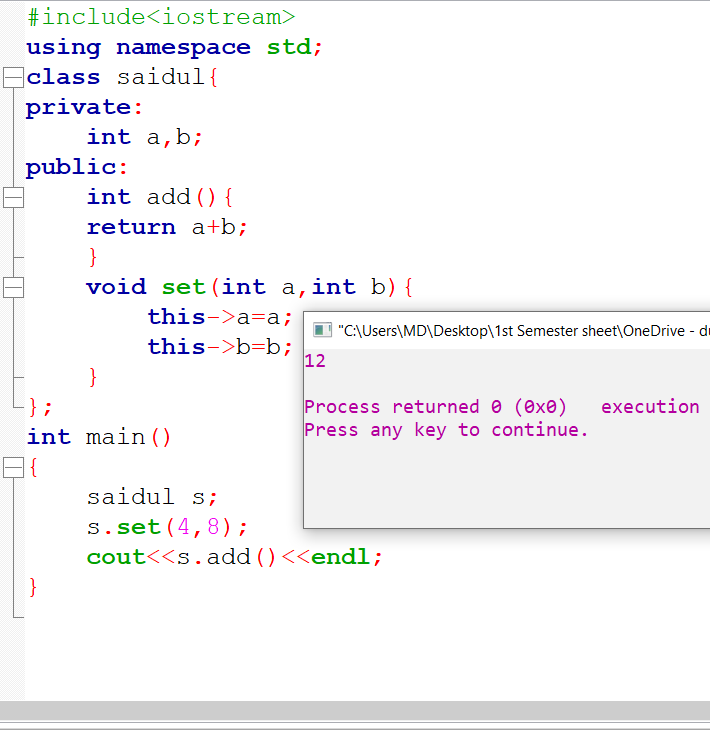 #include<iostream>
using namespace std;
class saidul{
private:
    int a,b;
public:
    int add(){
    return a+b;
    }
    void set(int a,int b){
        this->a=a;
        this->b=b;
    }
};
int main()
{
    saidul s;
    s.set(4,8);
    cout<<s.add()<<endl;
}
"C:\Users\MD\Desktop\1st Semester sheet\OneDrive - d
12
Process returned 0 (0x0)   execution
Press any key to continue.